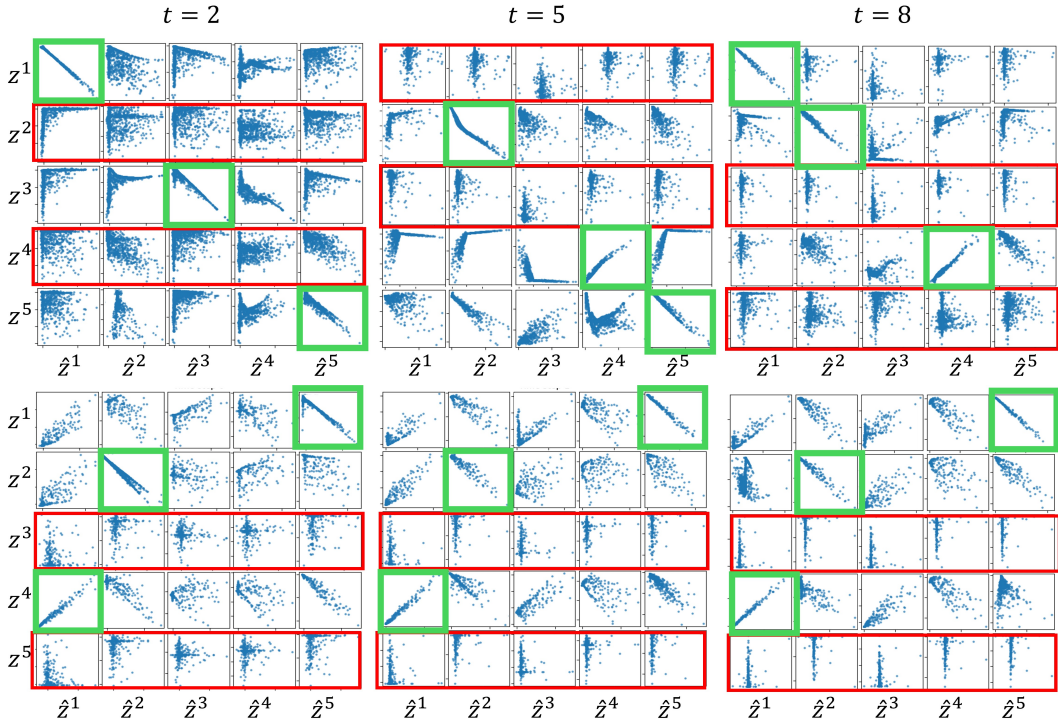 t = 2 t = 5 t = 8
z¹
z²
z³
z⁴
z⁵
ẑ¹ ẑ² ẑ³ ẑ⁴ ẑ⁵ ẑ¹ ẑ² ẑ³ ẑ⁴ ẑ⁵ ẑ¹ ẑ² ẑ³ ẑ⁴ ẑ⁵
z¹
z²
z³
z⁴
z⁵
ẑ¹ ẑ² ẑ³ ẑ⁴ ẑ⁵ ẑ¹ ẑ² ẑ³ ẑ⁴ ẑ⁵ ẑ¹ ẑ² ẑ³ ẑ⁴ ẑ⁵